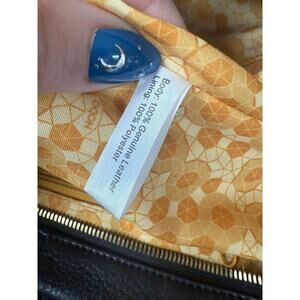 Body: 100% Genuine Leather
Lining: 100% Polyester